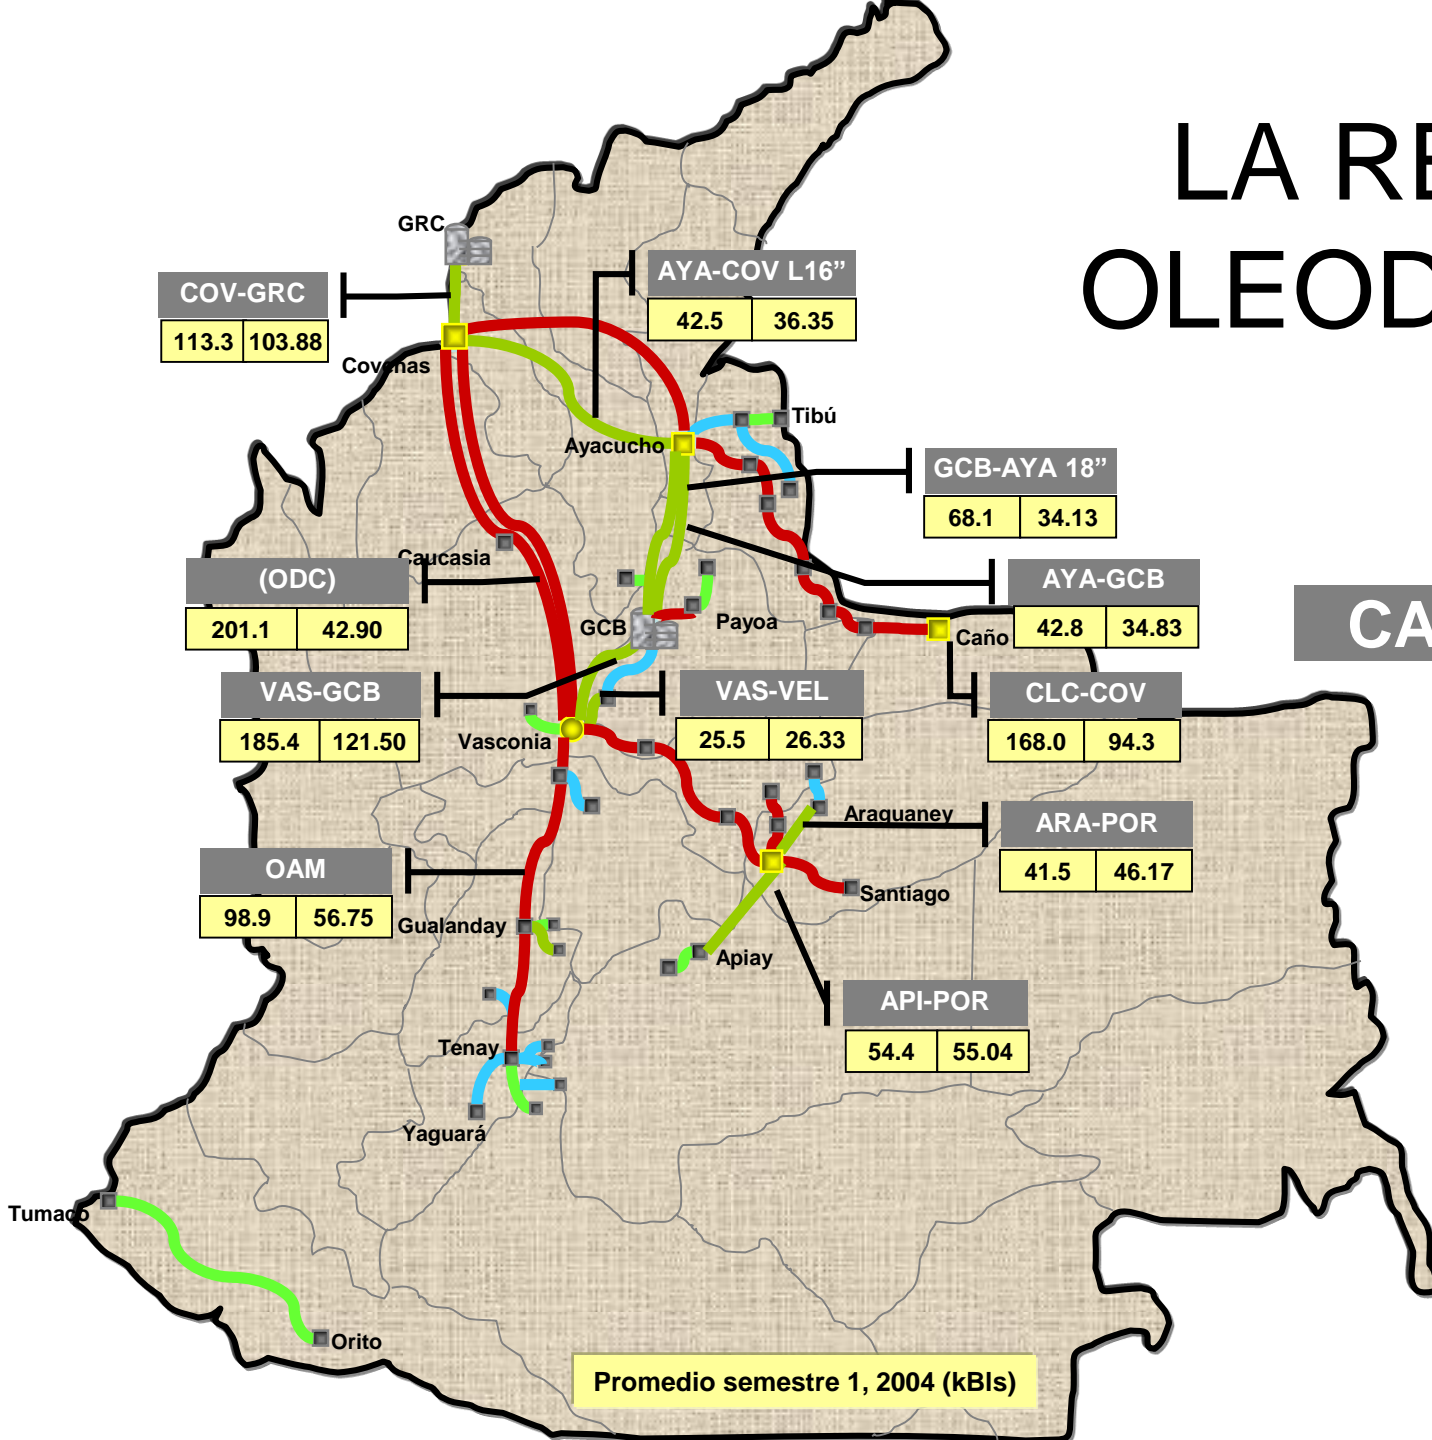 LA RE
OLEOD
GRC
COV-GRC
113.3 103.88
AYA-COV L16”
42.5 36.35
Coveñas
Tibú
Ayacucho
GCB-AYA 18”
68.1 34.13
Caucasia
(ODC)
201.1 42.90
AYA-GCB
42.8 34.83
GCB
Payoa
Caño
CA
VAS-GCB
185.4 121.50
VAS-VEL
25.5 26.33
CLC-COV
168.0 94.3
Vasconia
Araguaney
ARA-POR
41.5 46.17
OAM
98.9 56.75
Santiago
Gualanday
Apiay
API-POR
54.4 55.04
Tenay
Yaguará
Tumaco
Orito
Promedio semestre 1, 2004 (kBls)